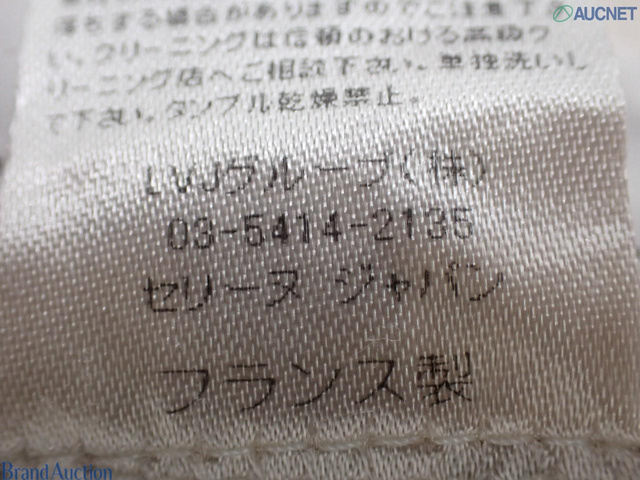 AUCNET
落ちする場合がありますのでご注意下
い。クリーニングは信頼のおける高級ク
リーニング店へご相談下さい。単独洗いし
て下さい。タンブル乾燥禁止。
LVJグループ(株)
03-5414-2135
セリーヌ ジャパン
フランス製
BrandAuction